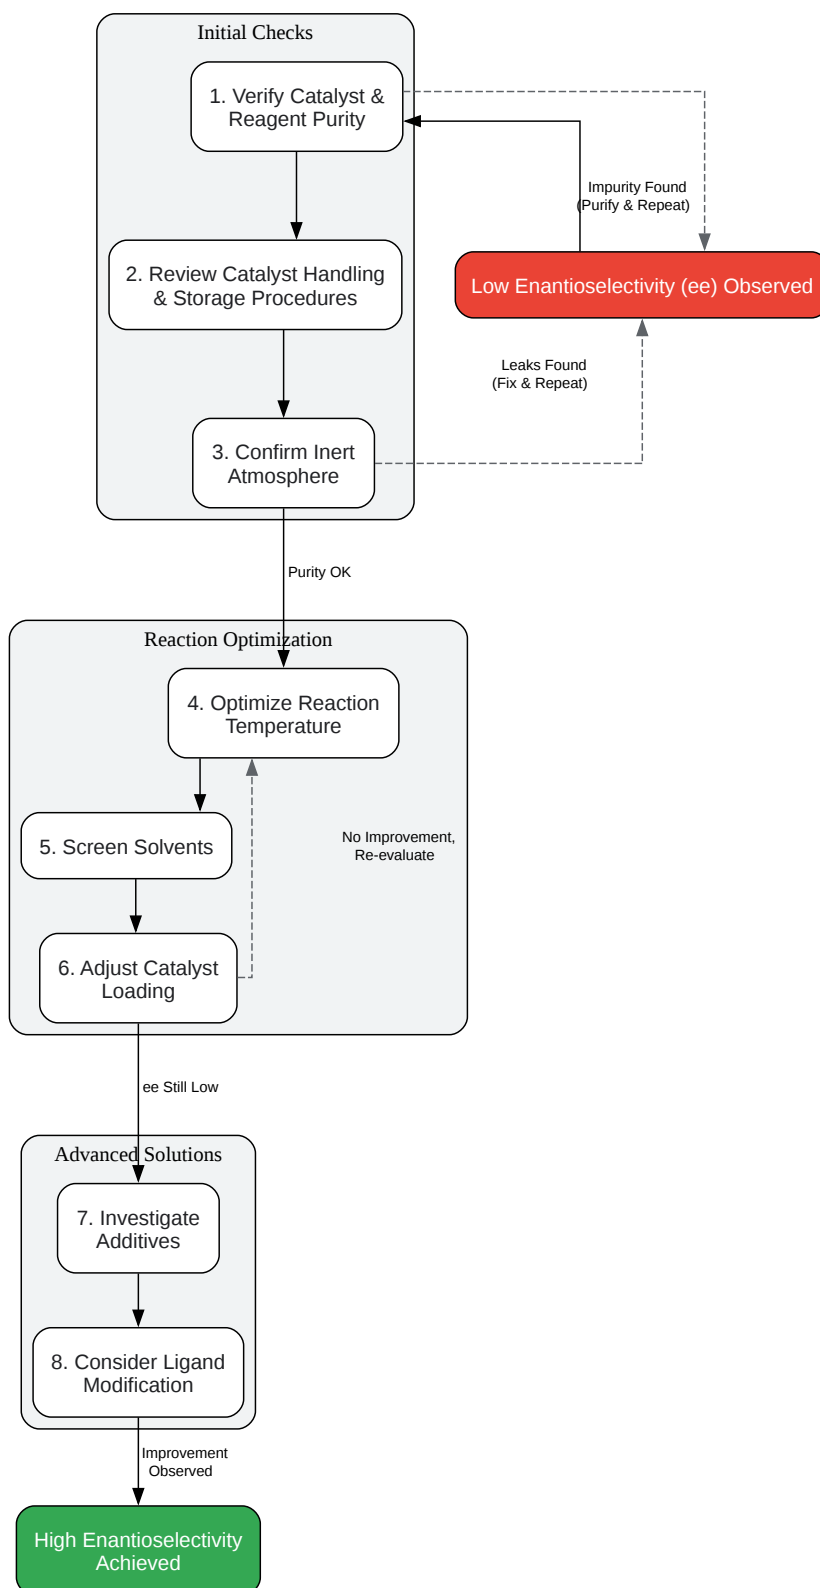 Initial Checks
1. Verify Catalyst &
Reagent Purity
Impurity Found
(Purify & Repeat)
2. Review Catalyst Handling
& Storage Procedures
Low Enantioselectivity (ee) Observed
Leaks Found
(Fix & Repeat)
3. Confirm Inert
Atmosphere
Purity OK
Reaction Optimization
4. Optimize Reaction
Temperature
No Improvement,
Re-evaluate
5. Screen Solvents
6. Adjust Catalyst
Loading
ee Still Low
Advanced Solutions
7. Investigate
Additives
8. Consider Ligand
Modification
Improvement
Observed
High Enantioselectivity
Achieved